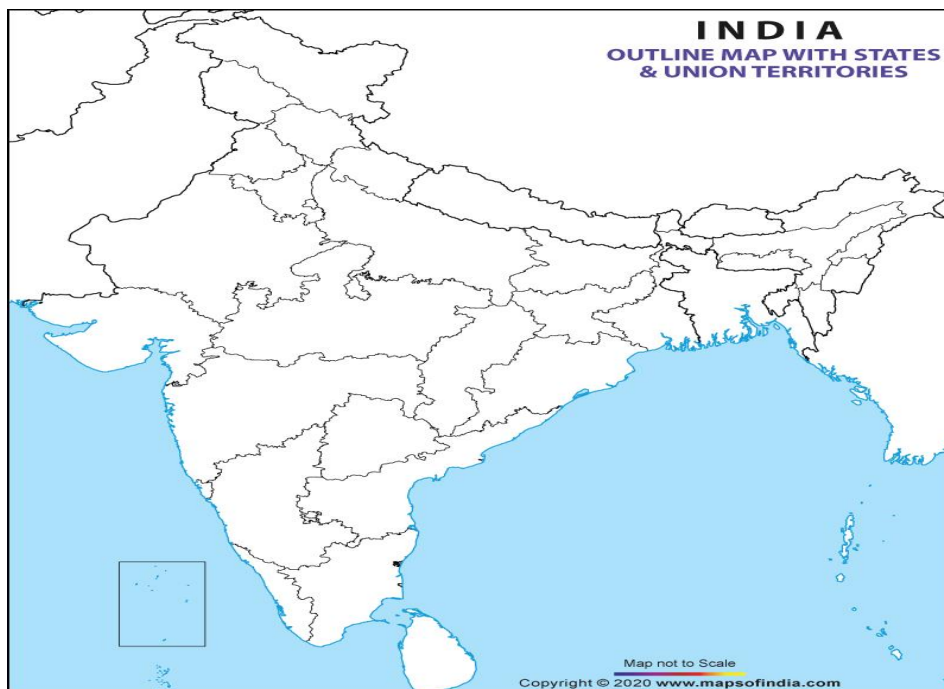 INDIA
OUTLINE MAP WITH STATES
& UNION TERRITORIES
Map not to Scale
Copyright © 2020 www.mapsofindia.com